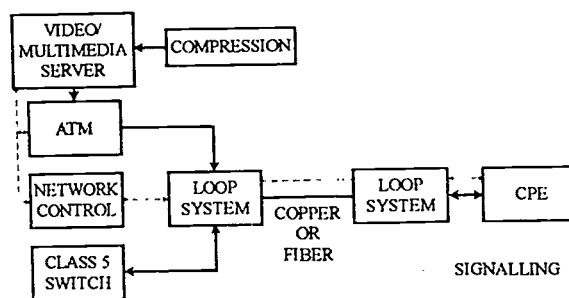 VIDEO/
MULTIMEDIA
SERVER
COMPRESSION
ATM
NETWORK
CONTROL
LOOP
SYSTEM
LOOP
SYSTEM
CPE
COPPER
OR
FIBER
CLASS 5
SWITCH
SIGNALLING